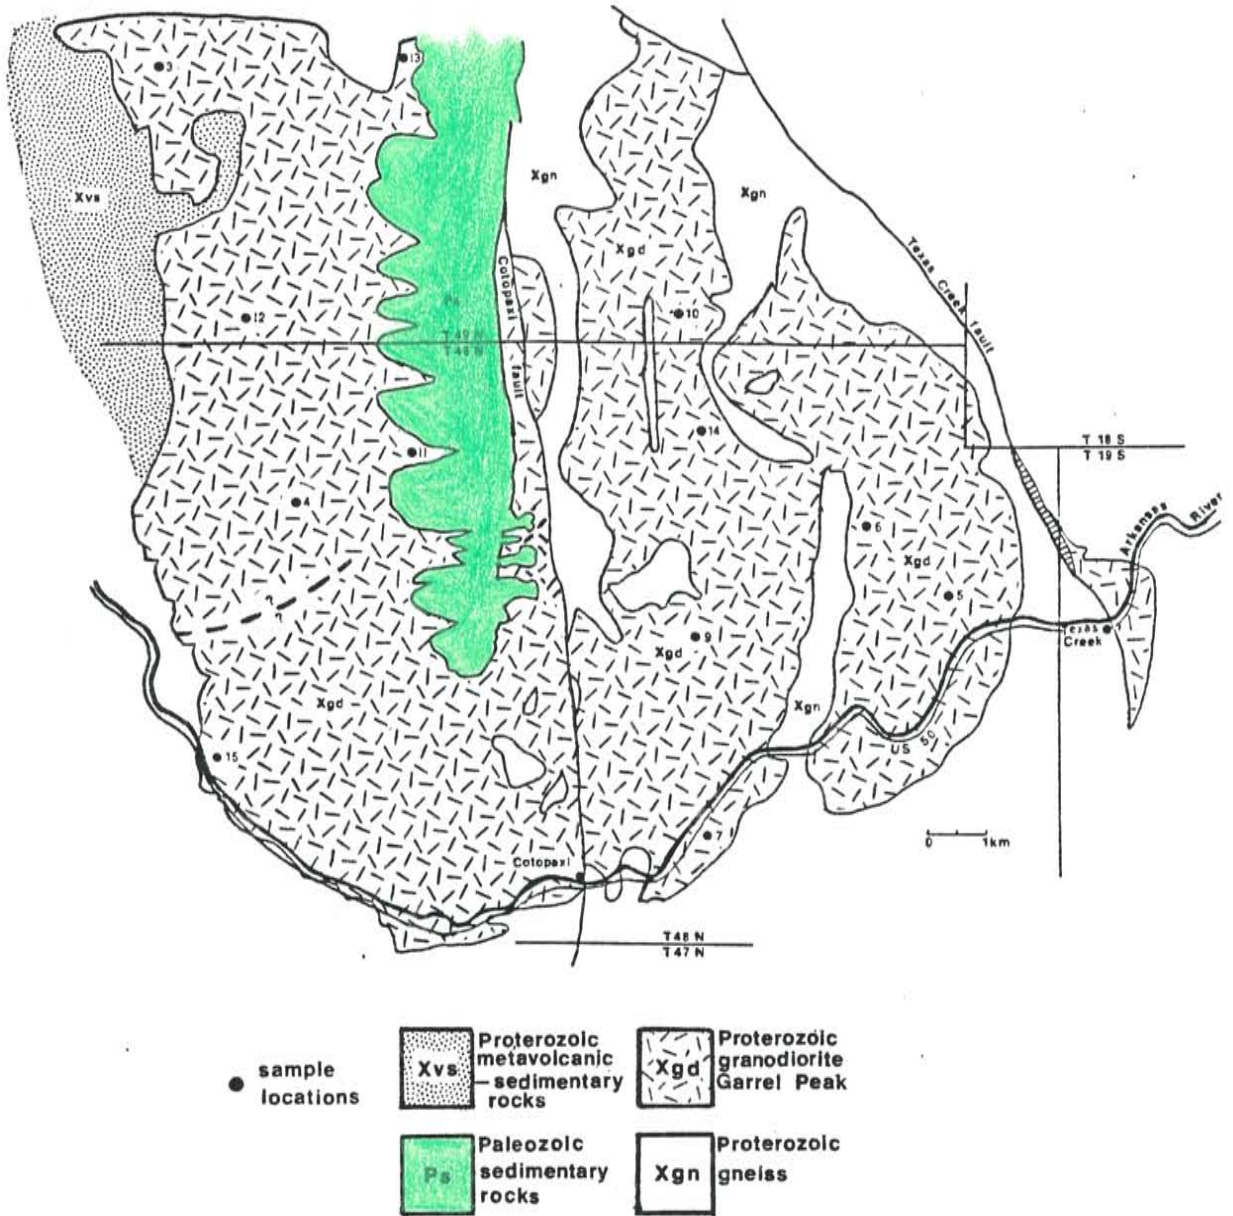 13
3
Xgn
Xvs
Xgn
Xgd
Texas Creek fault
Cotopaxi fault
Ps
10
12
T 49 N
T 48 N
14
T 18 S
T 19 S
11
4
6
Arkansas River
Xgd
5
?
9
Xgd
Texas
Creek
Xgd
Xgn
US 50
15
7
0 1km
Cotopaxi
T 48 N
T 47 N
sample
locations
Xvs
Proterozoic
metavolcanic
– sedimentary
rocks
Xgd
Proterozoic
granodiorite
Garrel Peak
Ps
Paleozoic
sedimentary
rocks
Xgn
Proterozoic
gneiss